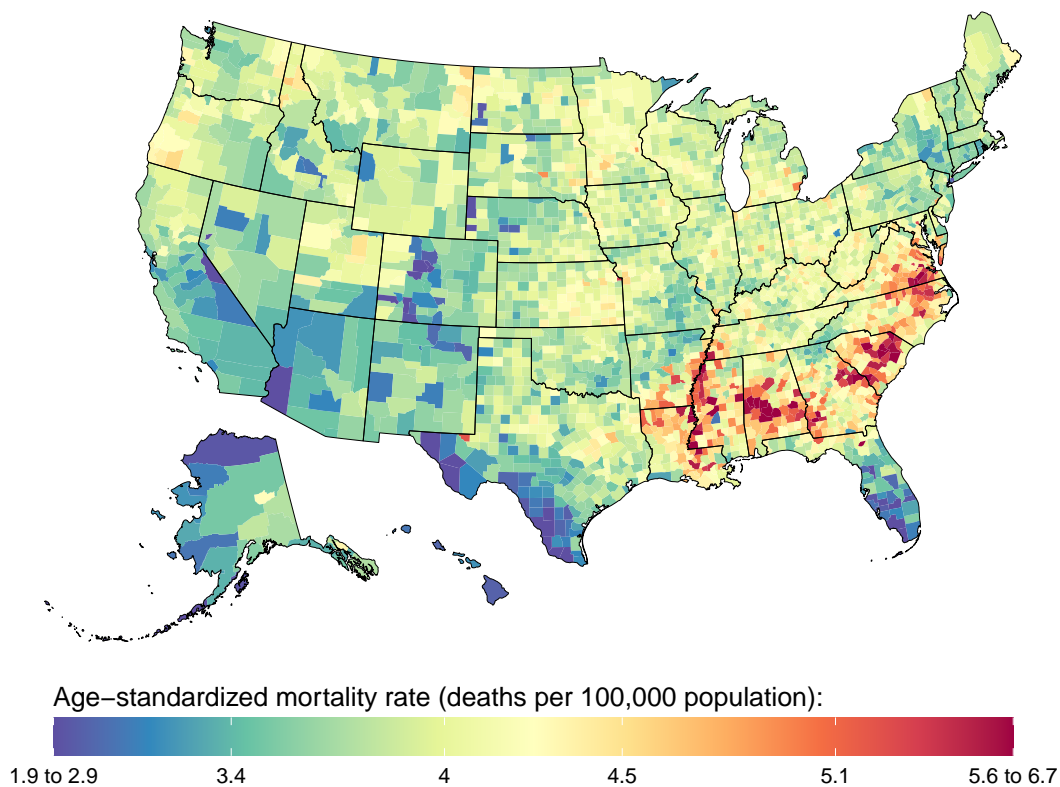 Age−standardized mortality rate (deaths per 100,000 population):
1.9 to 2.9 3.4 4 4.5 5.1 5.6 to 6.7